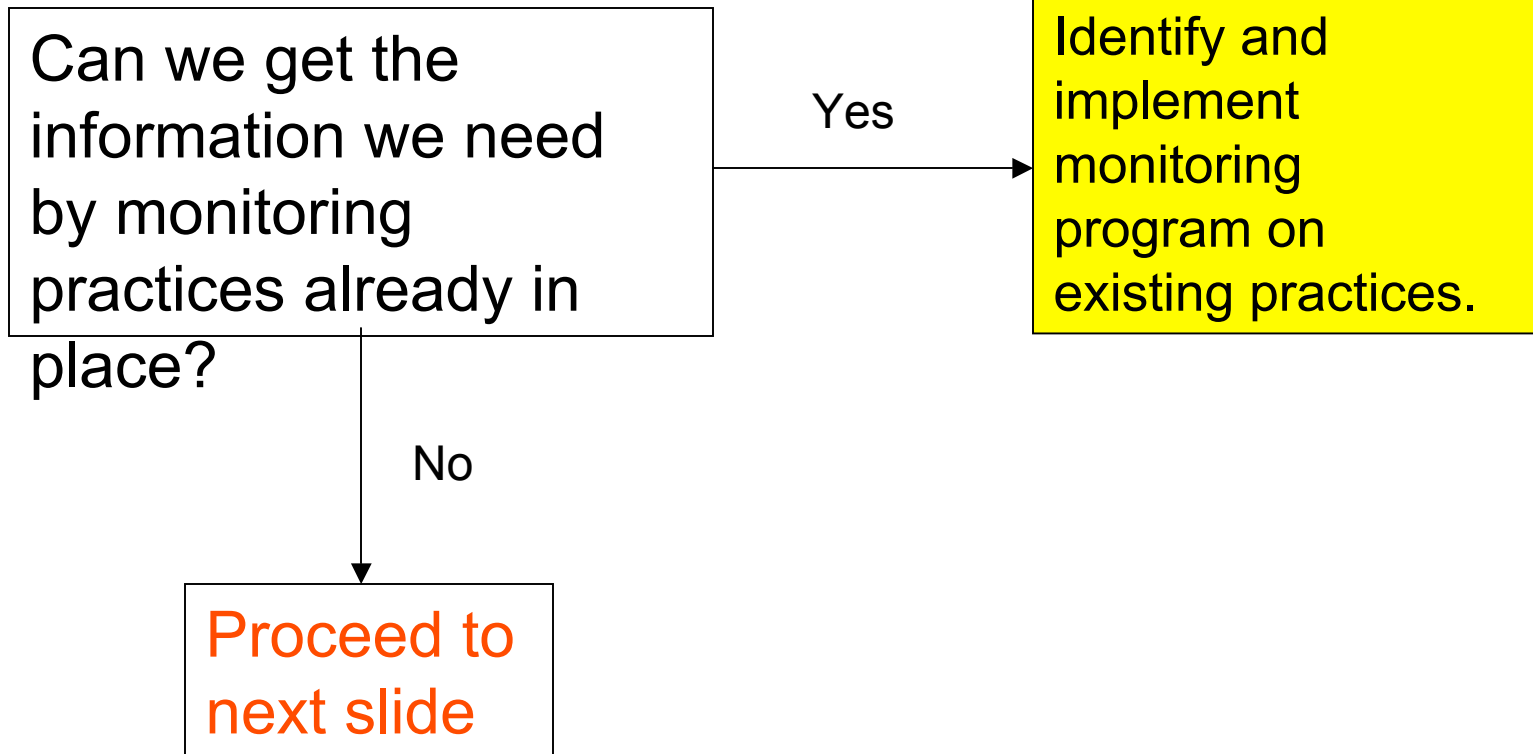 Can we get the
information we need
by monitoring
practices already in
place?
Yes
Identify and
implement
monitoring
program on
existing practices.
No
Proceed to
next slide